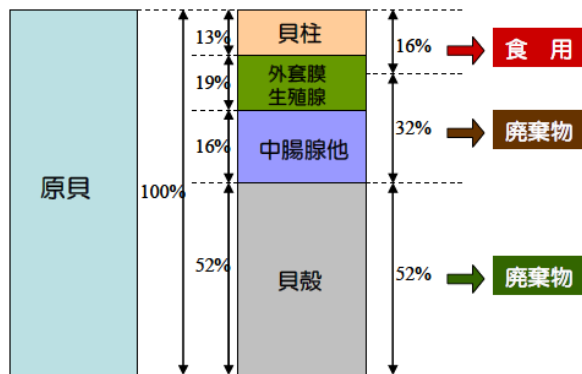 原貝
100%
13%
19%
16%
52%
貝柱
外套膜
生殖腺
中腸腺他
貝殻
16%
32%
52%
食 用
廃棄物
廃棄物